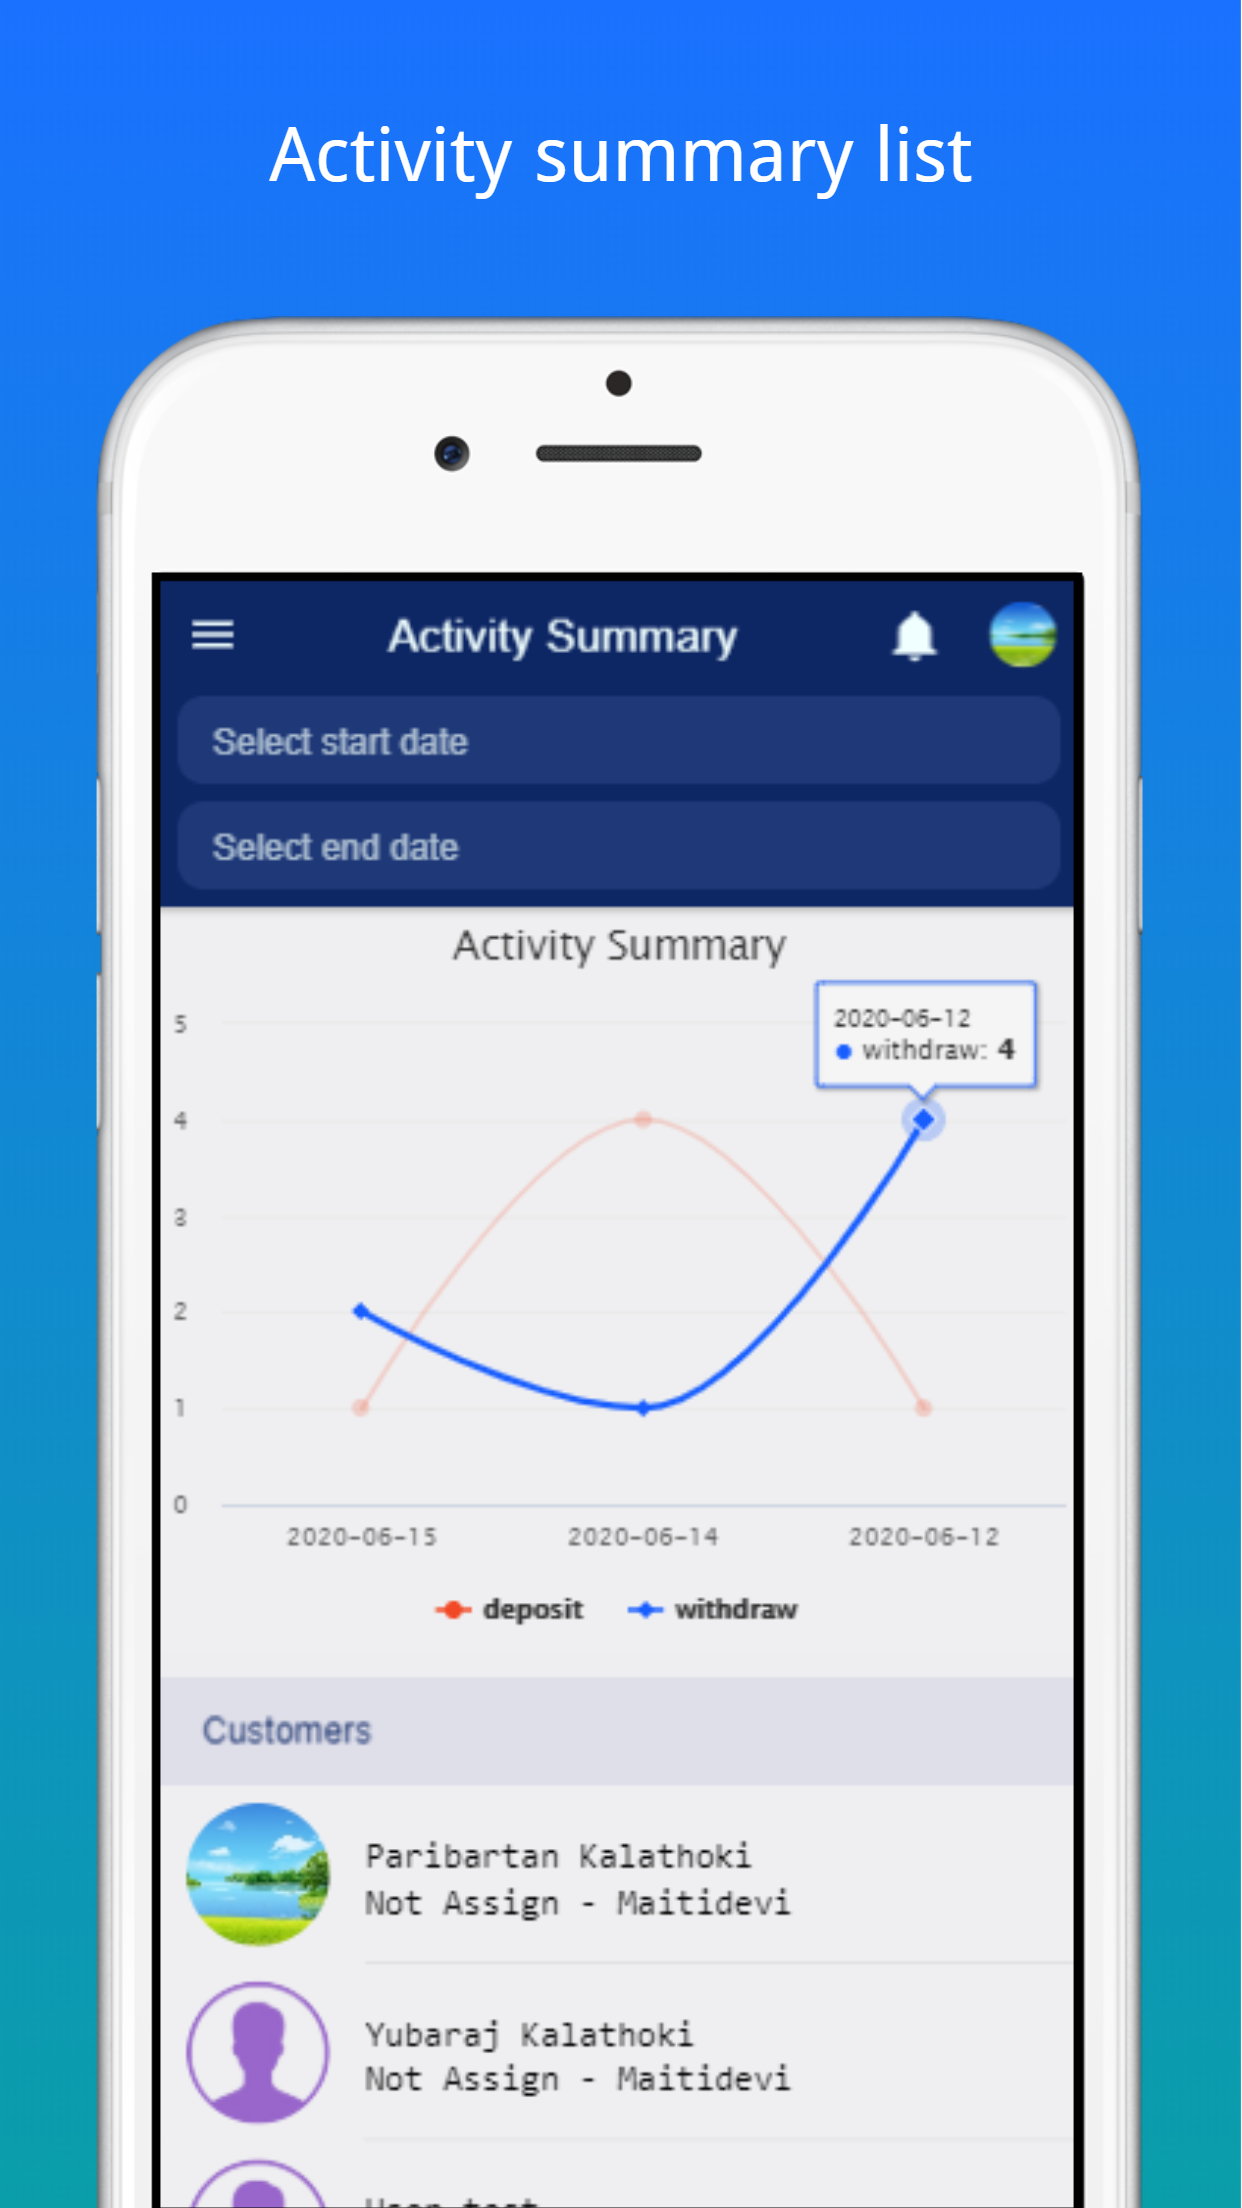 Activity summary list
Activity Summary
Select start date
Select end date
Activity Summary
2020-06-12
withdraw: 4
5
4
3
2
1
0
2020-06-15 2020-06-14 2020-06-12
deposit withdraw
Customers
Paribartan Kalathoki
Not Assign - Maitidevi
Yubaraj Kalathoki
Not Assign - Maitidevi